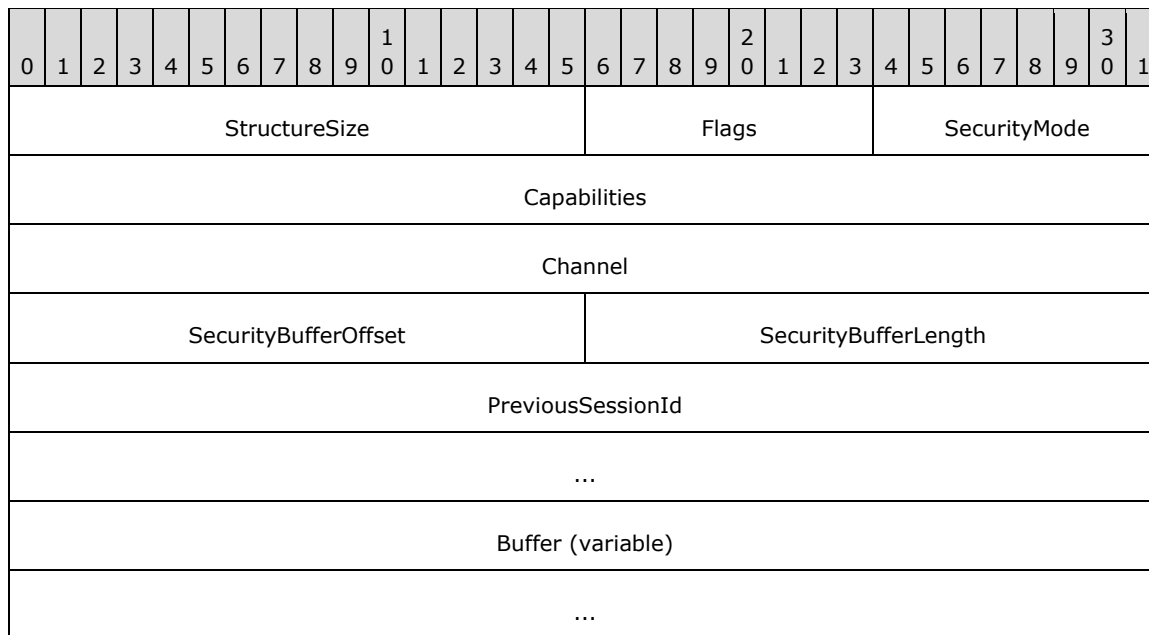 1 2 3
0 1 2 3 4 5 6 7 8 9 0 1 2 3 4 5 6 7 8 9 0 1 2 3 4 5 6 7 8 9 0 1
StructureSize Flags SecurityMode
Capabilities
Channel
SecurityBufferOffset SecurityBufferLength
PreviousSessionId
...
Buffer (variable)
...